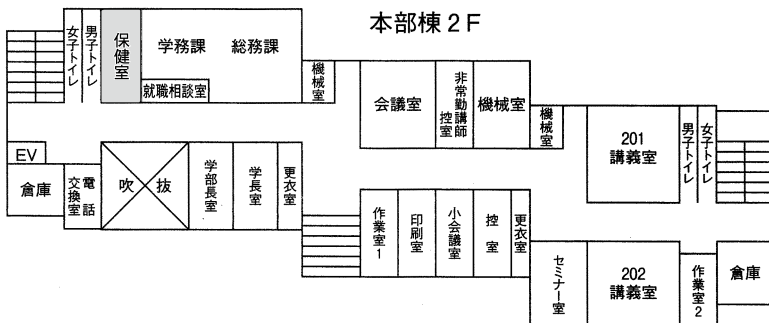 本部棟2F
女子トイレ
男子トイレ
保健室
学務課
総務課
就職相談室
機械室
会議室
非常勤講師
控室
機械室
機械室
201
講義室
男子トイレ
女子トイレ
EV
倉庫
電話
交換室
吹抜
学部長室
学長室
更衣室
作業室1
印刷室
小会議室
控室
更衣室
セミナー室
202
講義室
作業室2
倉庫